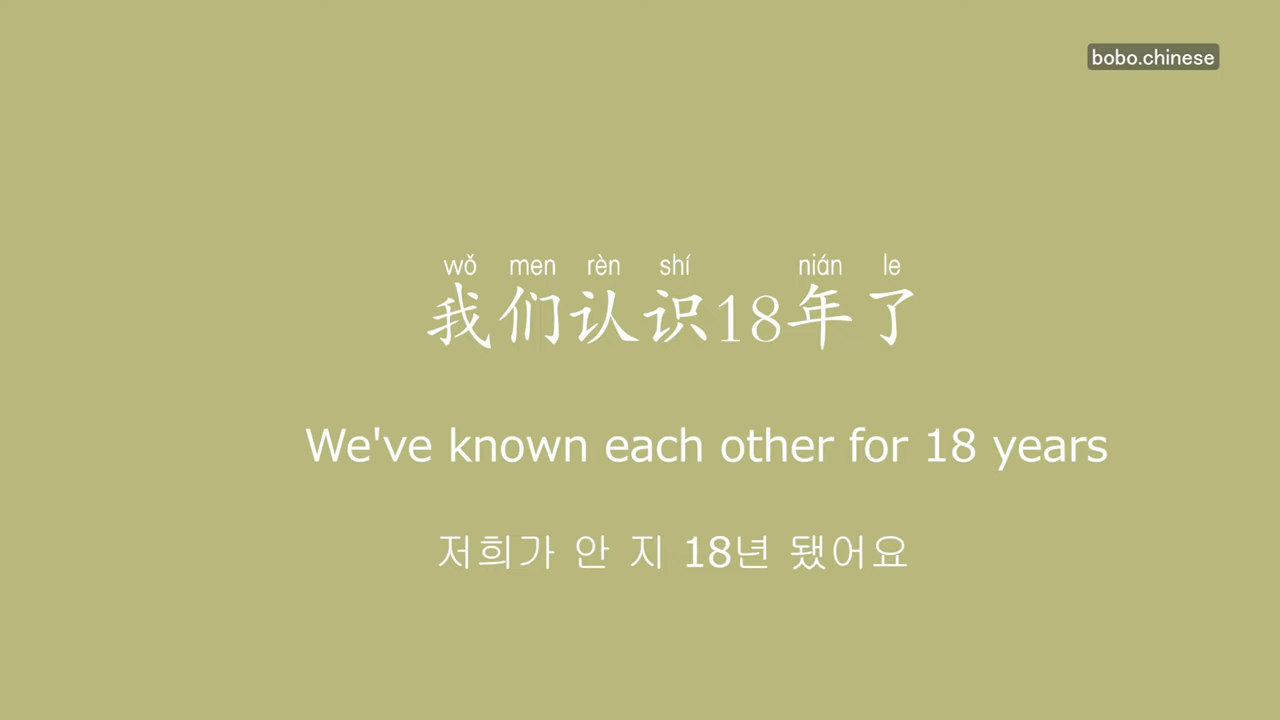 bobo.chinese
wǒ men rèn shí nián le
我们认识18年了
We've known each other for 18 years
저희가 안 지 18년 됐어요